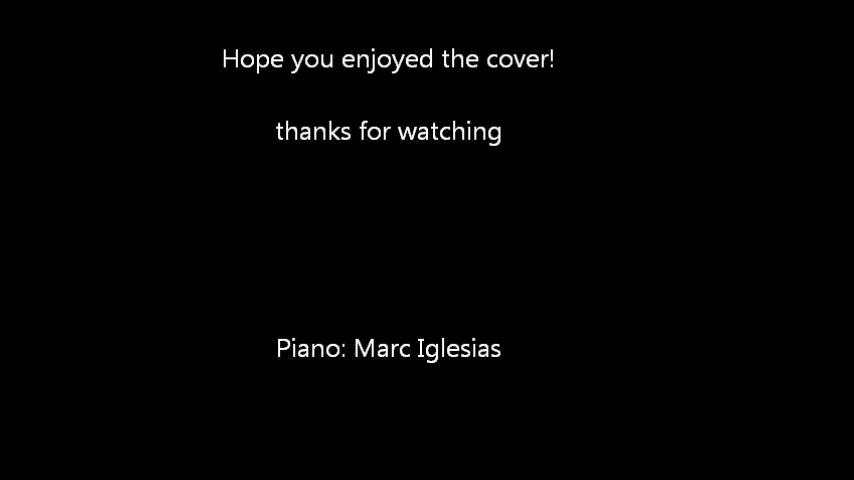 Hope you enjoyed the cover!
thanks for watching
Piano: Marc Iglesias